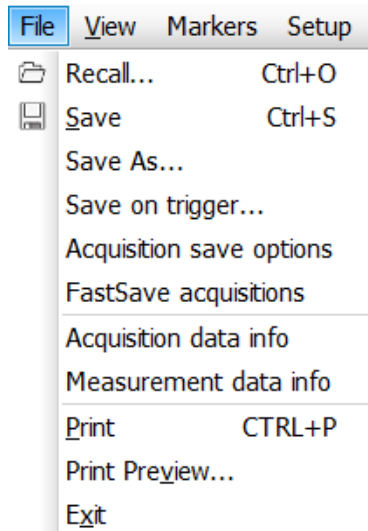 File View Markers Setup
Recall... Ctrl+O
Save Ctrl+S
Save As...
Save on trigger...
Acquisition save options
FastSave acquisitions
Acquisition data info
Measurement data info
Print CTRL+P
Print Preview...
Exit